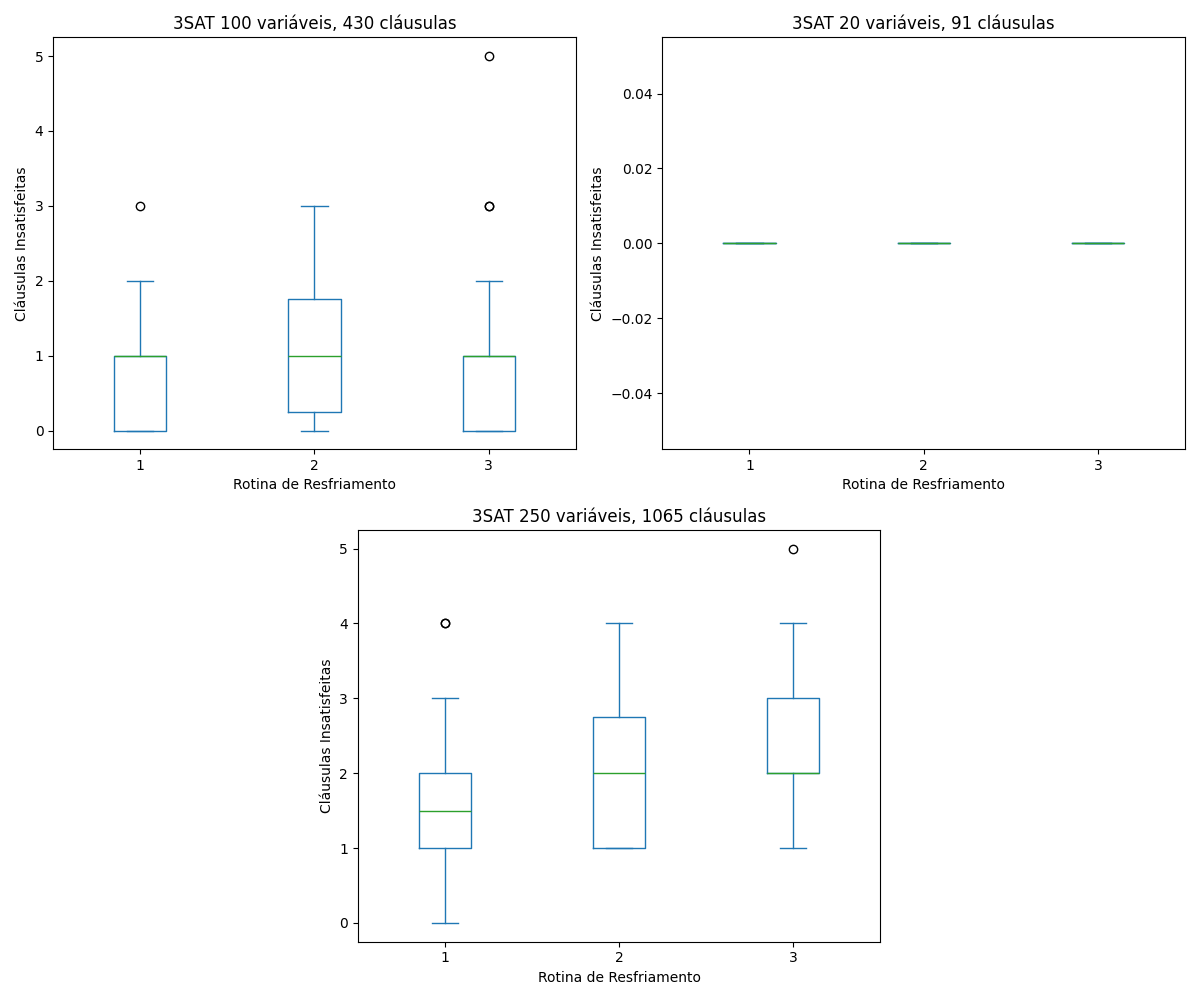 3SAT 100 variáveis, 430 cláusulas
5
4
3
2
1
0
Cláusulas Insatisfeitas
1 2 3
Rotina de Resfriamento
3SAT 20 variáveis, 91 cláusulas
0.04
0.02
0.00
−0.02
−0.04
Cláusulas Insatisfeitas
1 2 3
Rotina de Resfriamento
3SAT 250 variáveis, 1065 cláusulas
5
4
3
2
1
0
Cláusulas Insatisfeitas
1 2 3
Rotina de Resfriamento